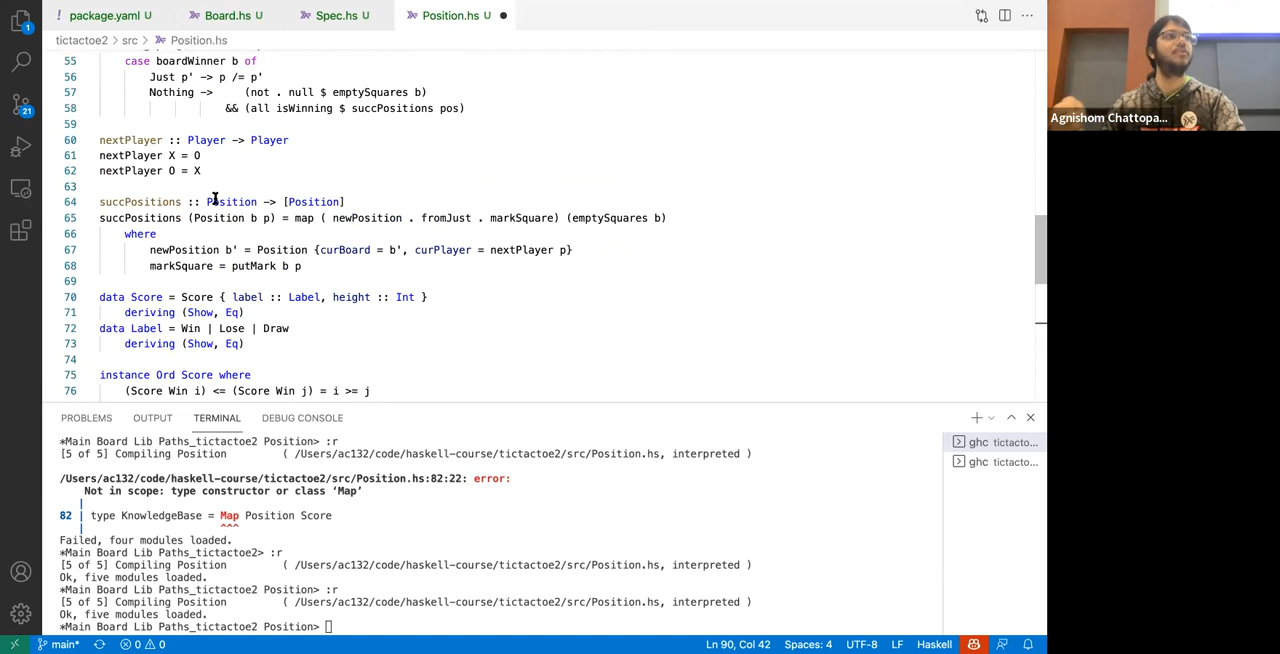 package.yaml U
Board.hs U
Spec.hs U
Position.hs U
tictactoe2 > src > Position.hs
55 case boardWinner b of
56 Just p' -> p /= p'
57 Nothing -> (not . null $ emptySquares b)
58 && (all isWinning $ succPositions pos)
59
60 nextPlayer :: Player -> Player
61 nextPlayer X = O
62 nextPlayer O = X
63
64 succPositions :: Position -> [Position]
65 succPositions (Position b p) = map ( newPosition . fromJust . markSquare) (emptySquares b)
66 where
67 newPosition b' = Position {curBoard = b', curPlayer = nextPlayer p}
68 markSquare = putMark b p
69
70 data Score = Score { label :: Label, height :: Int }
71 deriving (Show, Eq)
72 data Label = Win | Lose | Draw
73 deriving (Show, Eq)
74
75 instance Ord Score where
76 (Score Win i) <= (Score Win j) = i >= j
Agnishom Chattopa...
1
21
PROBLEMS OUTPUT TERMINAL DEBUG CONSOLE
*Main Board Lib Paths_tictactoe2 Position> :r
[5 of 5] Compiling Position ( /Users/ac132/code/haskell-course/tictactoe2/src/Position.hs, interpreted )
/Users/ac132/code/haskell-course/tictactoe2/src/Position.hs:82:22: error:
Not in scope: type constructor or class ‘Map’
|
82 | type KnowledgeBase = Map Position Score
| ^^^
Failed, four modules loaded.
*Main Board Lib Paths_tictactoe2> :r
[5 of 5] Compiling Position ( /Users/ac132/code/haskell-course/tictactoe2/src/Position.hs, interpreted )
Ok, five modules loaded.
*Main Board Lib Paths_tictactoe2 Position> :r
[5 of 5] Compiling Position ( /Users/ac132/code/haskell-course/tictactoe2/src/Position.hs, interpreted )
Ok, five modules loaded.
*Main Board Lib Paths_tictactoe2 Position>
ghc tictacto...
ghc tictacto...
main* 0 0 Ln 90, Col 42 Spaces: 4 UTF-8 LF Haskell